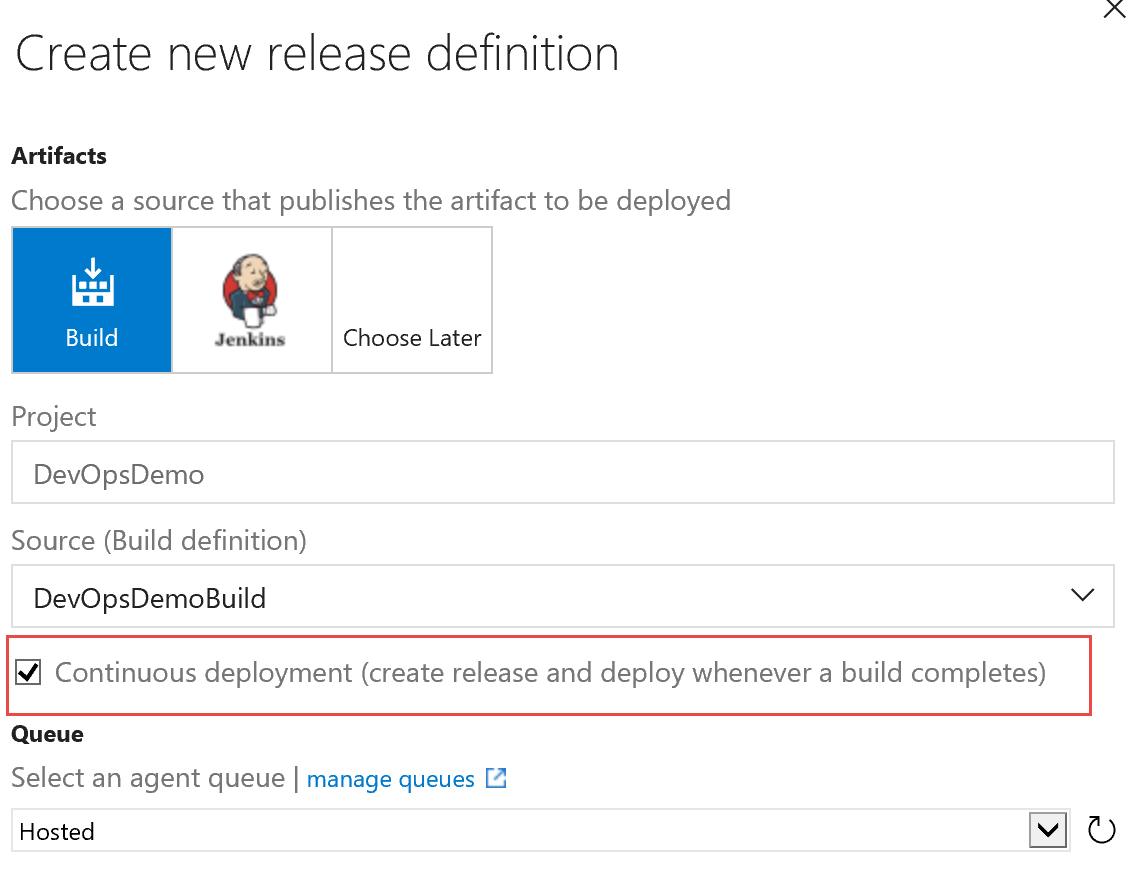 Create new release definition
Artifacts
Choose a source that publishes the artifact to be deployed
Build
Jenkins
Choose Later
Project
DevOpsDemo
Source (Build definition)
DevOpsDemoBuild
Continuous deployment (create release and deploy whenever a build completes)
Queue
Select an agent queue | manage queues
Hosted